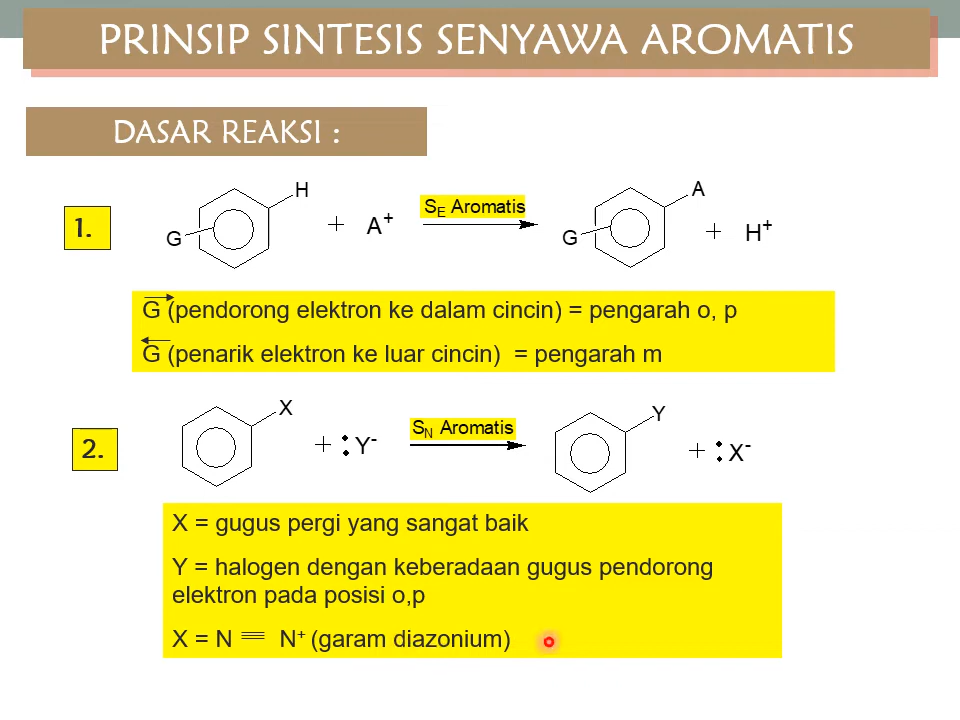 PRINSIP SINTESIS SENYAWA AROMATIS
DASAR REAKSI :
1.
H
G
+ A+
SE Aromatis
A
G
+ H+
G (pendorong elektron ke dalam cincin) = pengarah o, p
G (penarik elektron ke luar cincin) = pengarah m
2.
X
+ :Y-
SN Aromatis
Y
+ :X-
X = gugus pergi yang sangat baik
Y = halogen dengan keberadaan gugus pendorong
elektron pada posisi o,p
X = N ≡ N+ (garam diazonium)